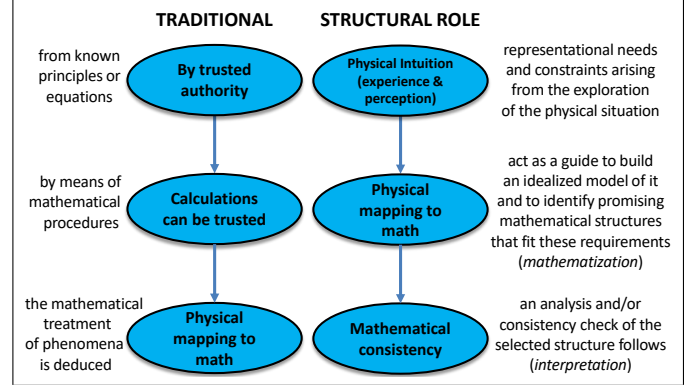 TRADITIONAL
STRUCTURAL ROLE
from known
principles or
equations
By trusted
authority
Physical Intuition
(experience &
perception)
representational needs
and constraints arising
from the exploration
of the physical situation
by means of
mathematical
procedures
Calculations
can be trusted
Physical
mapping to
math
act as a guide to build
an idealized model of it
and to identify promising
mathematical structures
that fit these requirements
(mathematization)
the mathematical
treatment
of phenomena
is deduced
Physical
mapping to
math
Mathematical
consistency
an analysis and/or
consistency check of the
selected structure follows
(interpretation)